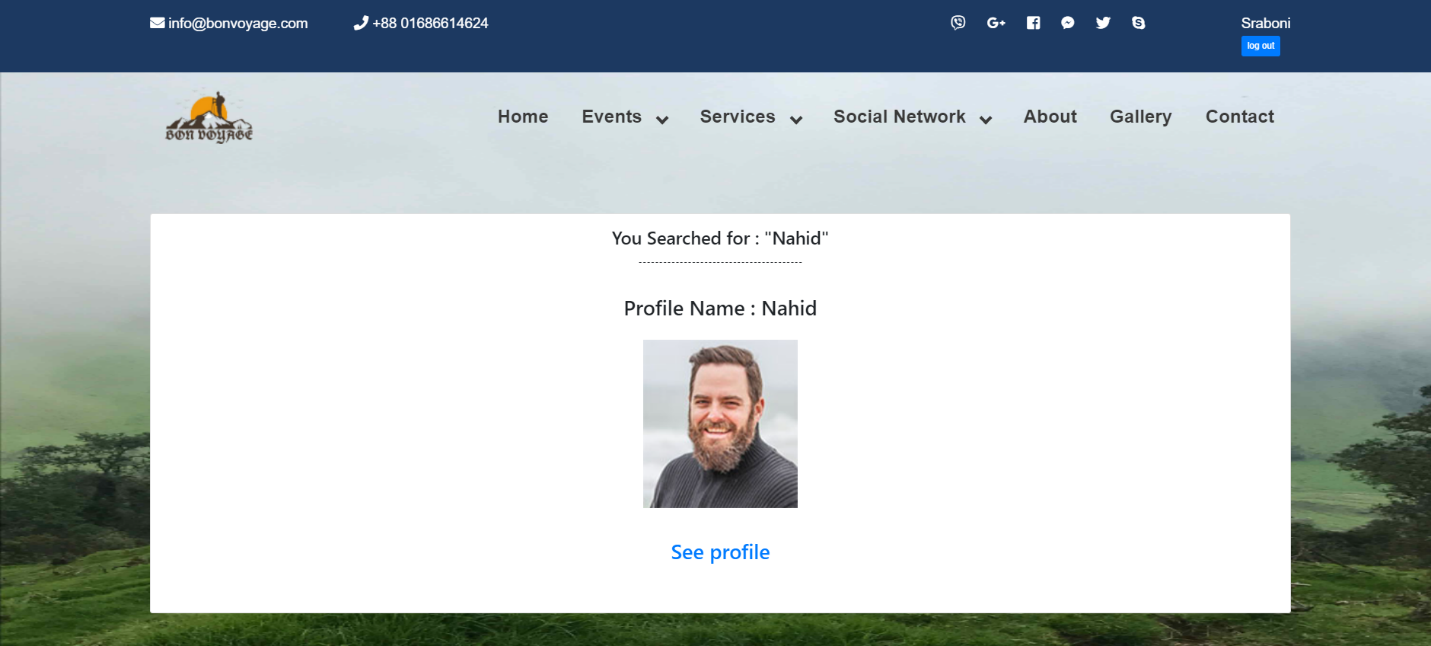 info@bonvoyage.com
+88 01686614624
Sraboni
log out
BON VOYAGE
Home
Events
Services
Social Network
About
Gallery
Contact
You Searched for : "Nahid"
----------------------------------------
Profile Name : Nahid
See profile